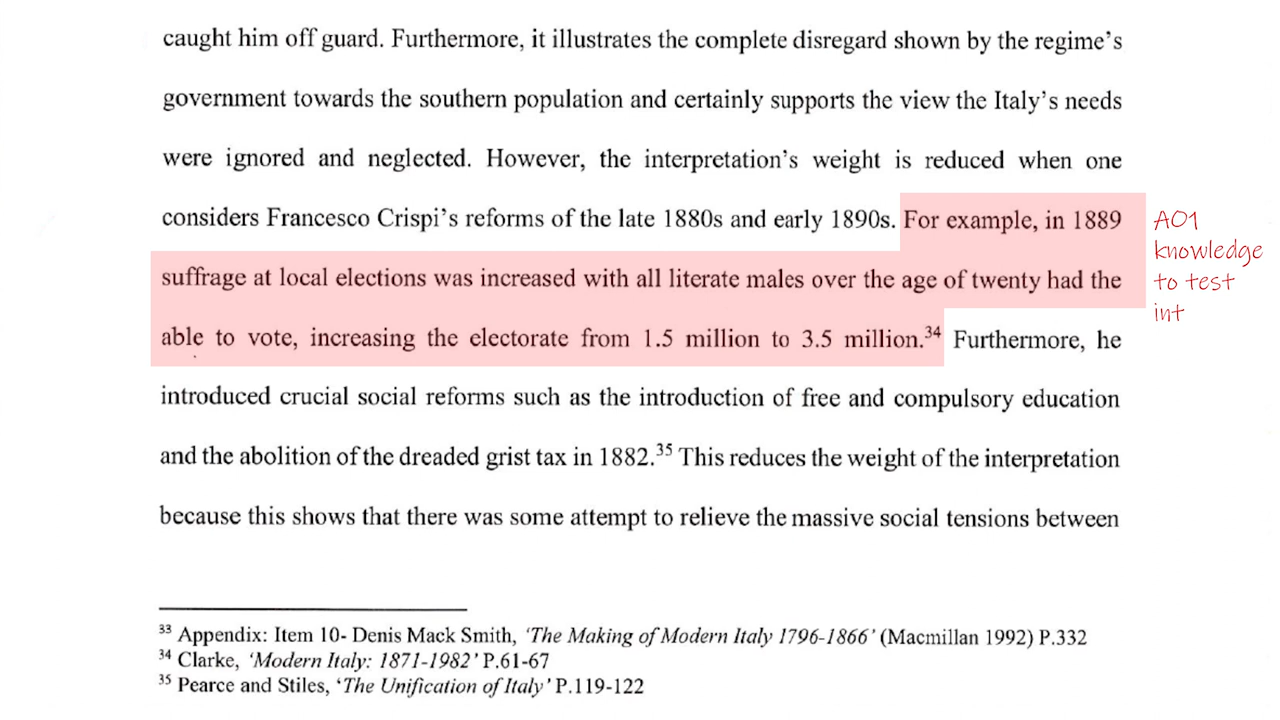 caught him off guard. Furthermore, it illustrates the complete disregard shown by the regime's
government towards the southern population and certainly supports the view the Italy's needs
were ignored and neglected. However, the interpretation's weight is reduced when one
considers Francesco Crispi's reforms of the late 1880s and early 1890s. For example, in 1889
suffrage at local elections was increased with all literate males over the age of twenty had the
able to vote, increasing the electorate from 1.5 million to 3.5 million.34 Furthermore, he
introduced crucial social reforms such as the introduction of free and compulsory education
and the abolition of the dreaded grist tax in 1882.35 This reduces the weight of the interpretation
because this shows that there was some attempt to relieve the massive social tensions between
AO1
knowledge
to test
int
33 Appendix: Item 10- Denis Mack Smith, 'The Making of Modern Italy 1796-1866' (Macmillan 1992) P.332
34 Clarke, 'Modern Italy: 1871-1982' P.61-67
35 Pearce and Stiles, 'The Unification of Italy' P.119-122